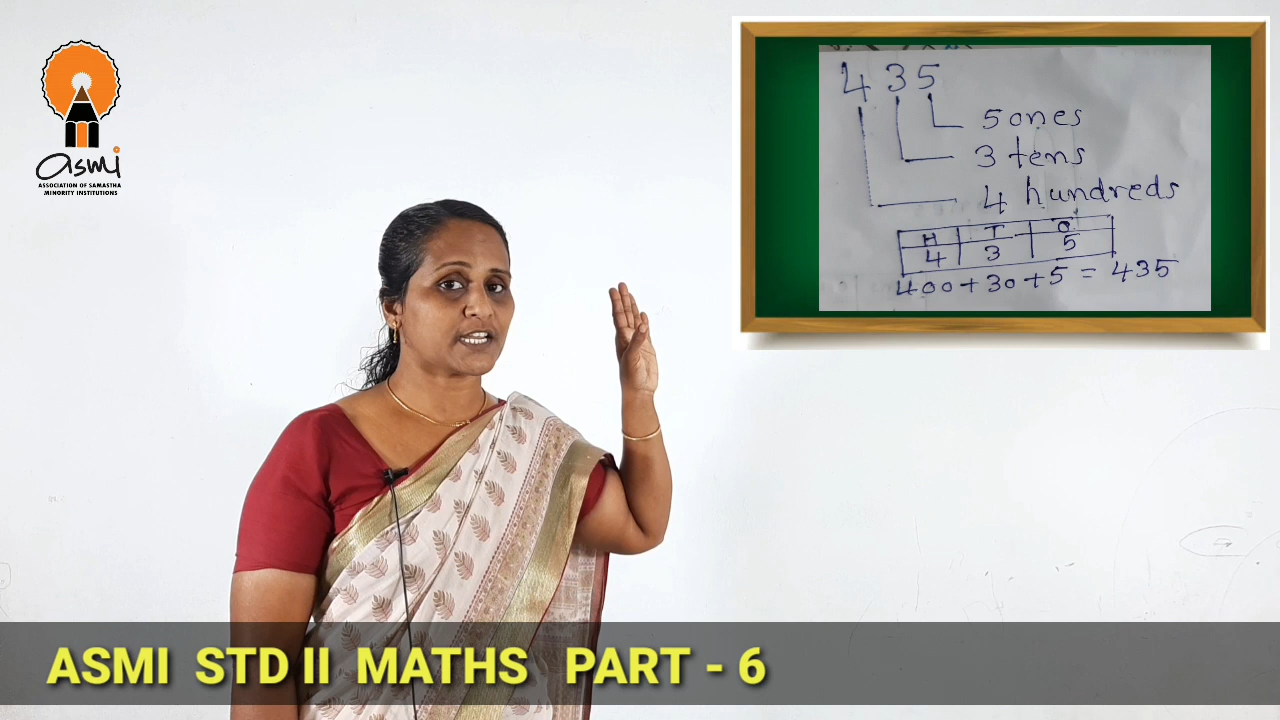 asmi
ASSOCIATION OF SAMASTHA
MINORITY INSTITUTIONS
435
5 ones
3 tens
4 hundreds
H T O
4 3 5
400+30+5 = 435
ASMI STD II MATHS PART - 6